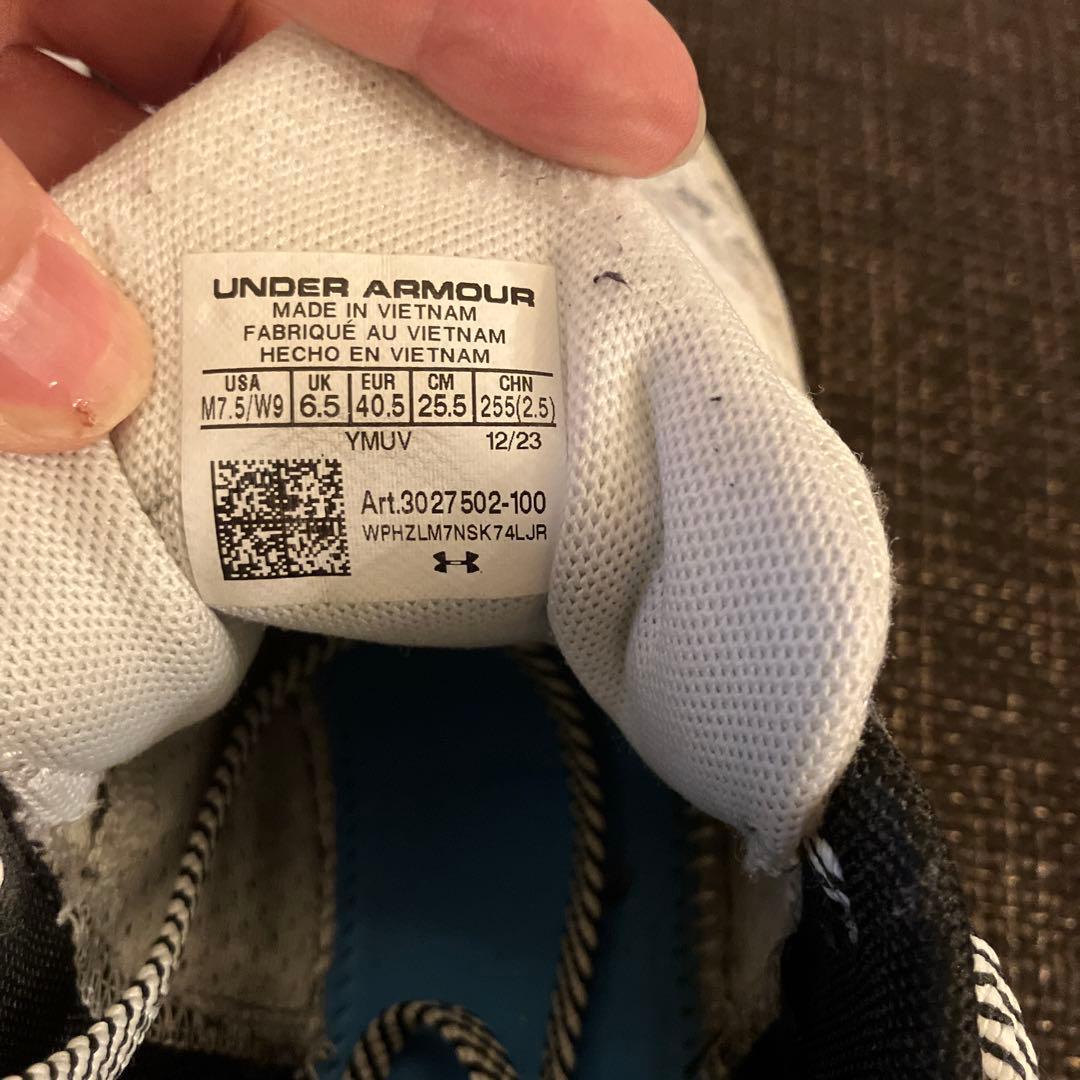 UNDER ARMOUR
MADE IN VIETNAM
FABRIQUÉ AU VIETNAM
HECHO EN VIETNAM
USA UK EUR CM CHN
M7.5/W9 6.5 40.5 25.5 255(2.5)
YMUV 12/23
Art.3027502-100
WPHZLM7NSK74LJR